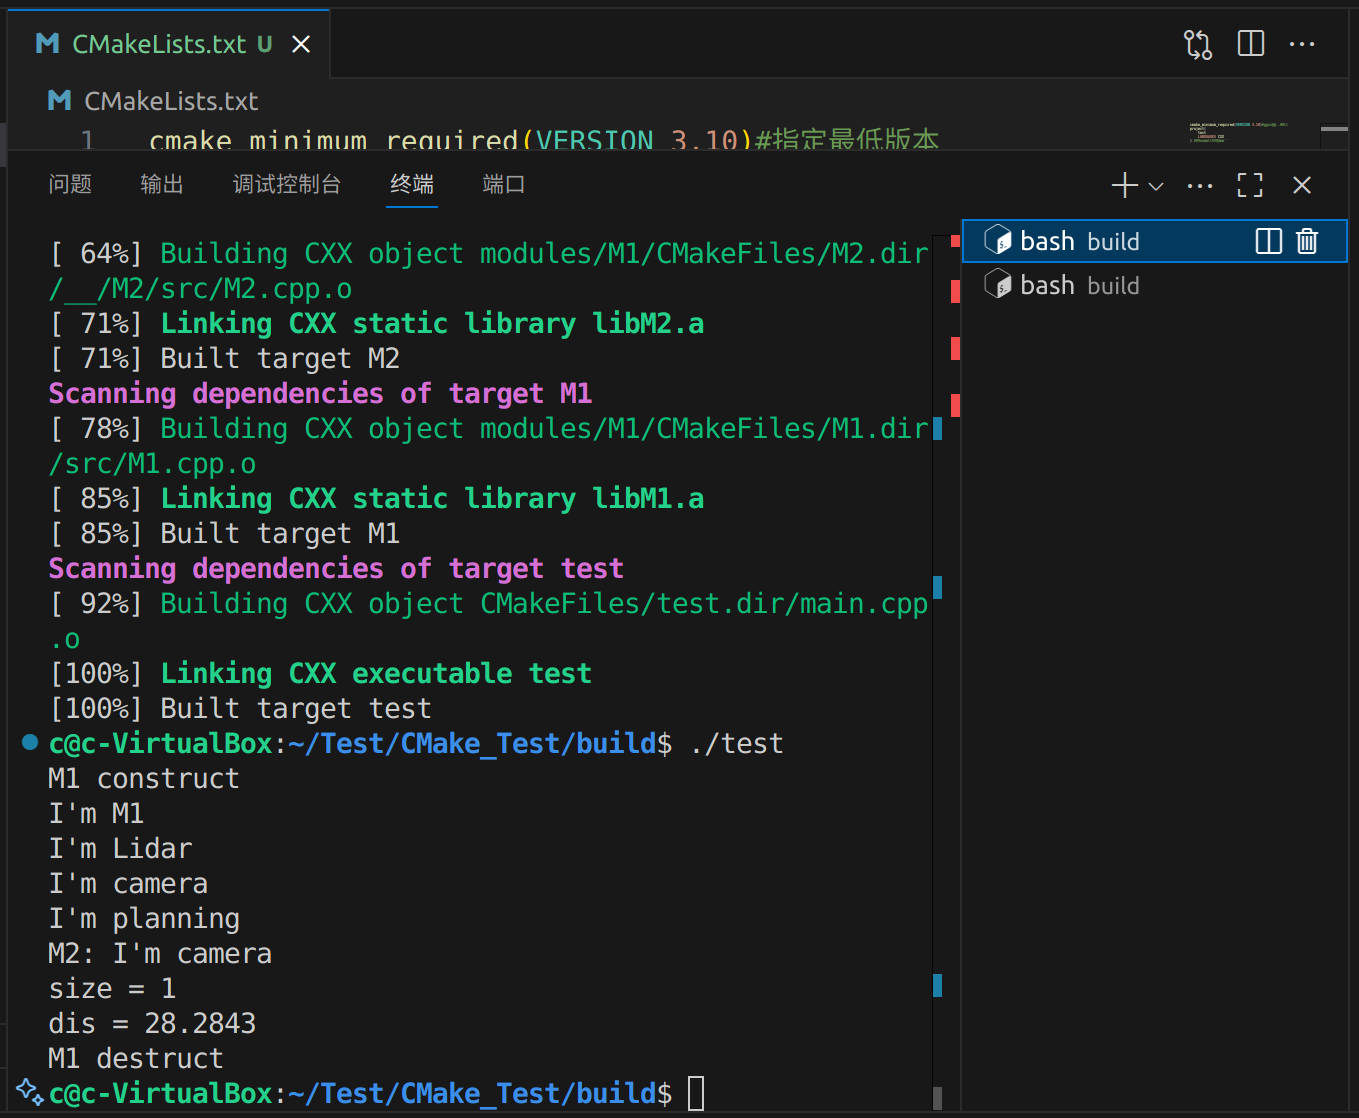 CMakeLists.txt U
CMakeLists.txt
1 cmake_minimum_required(VERSION 3.10)#指定最低版本
问题 输出 调试控制台 终端 端口
[ 64%] Building CXX object modules/M1/CMakeFiles/M2.dir
/__/M2/src/M2.cpp.o
[ 71%] Linking CXX static library libM2.a
[ 71%] Built target M2
Scanning dependencies of target M1
[ 78%] Building CXX object modules/M1/CMakeFiles/M1.dir
/src/M1.cpp.o
[ 85%] Linking CXX static library libM1.a
[ 85%] Built target M1
Scanning dependencies of target test
[ 92%] Building CXX object CMakeFiles/test.dir/main.cpp
.o
[100%] Linking CXX executable test
[100%] Built target test
c@c-VirtualBox:~/Test/CMake_Test/build$ ./test
M1 construct
I'm M1
I'm Lidar
I'm camera
I'm planning
M2: I'm camera
size = 1
dis = 28.2843
M1 destruct
c@c-VirtualBox:~/Test/CMake_Test/build$
bash build
bash build